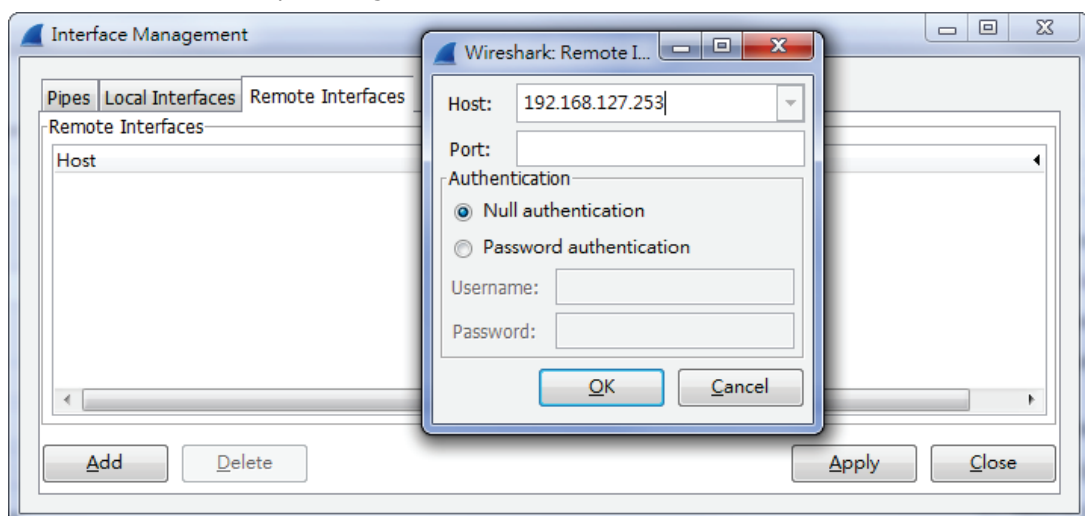 Interface Management
Pipes Local Interfaces Remote Interfaces
Remote Interfaces
Host
Add Delete Apply Close
Wireshark: Remote I...
Host: 192.168.127.253
Port:
Authentication
Null authentication
Password authentication
Username:
Password:
OK Cancel